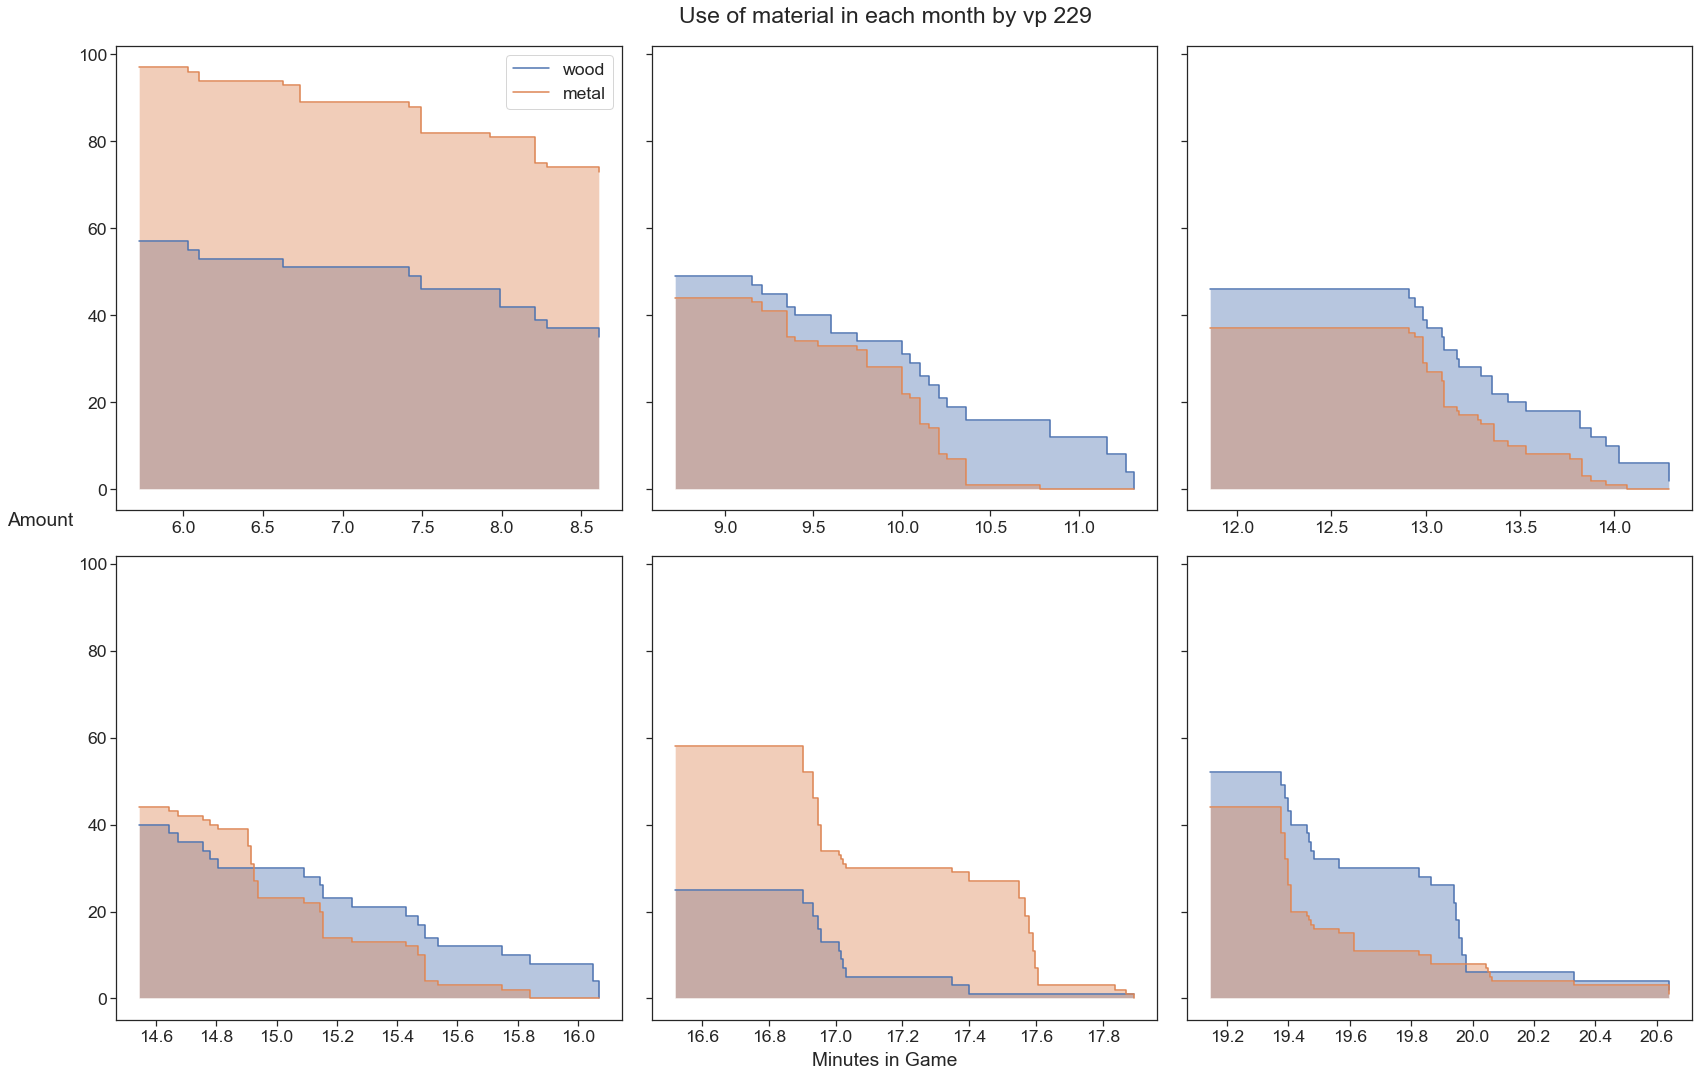 Use of material in each month by vp 229
100
80
60
40
20
0
wood
metal
6.0 6.5 7.0 7.5 8.0 8.5
9.0 9.5 10.0 10.5 11.0
12.0 12.5 13.0 13.5 14.0
Amount
100
80
60
40
20
0
14.6 14.8 15.0 15.2 15.4 15.6 15.8 16.0
16.6 16.8 17.0 17.2 17.4 17.6 17.8
19.2 19.4 19.6 19.8 20.0 20.2 20.4 20.6
Minutes in Game